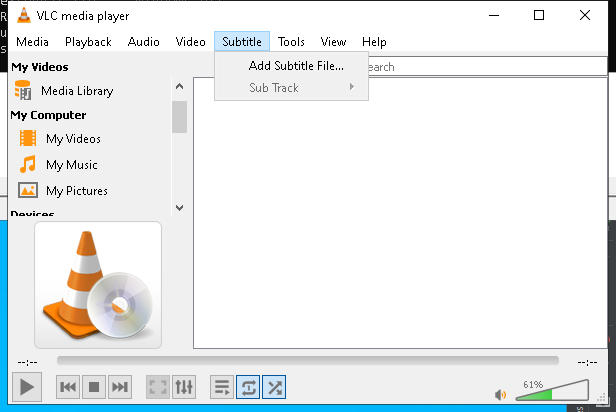 VLC media player
Media Playback Audio Video Subtitle Tools View Help
My Videos
Add Subtitle File...
Media Library
Sub Track
My Computer
My Videos
My Music
My Pictures
Devices
--:-- --:--
61%